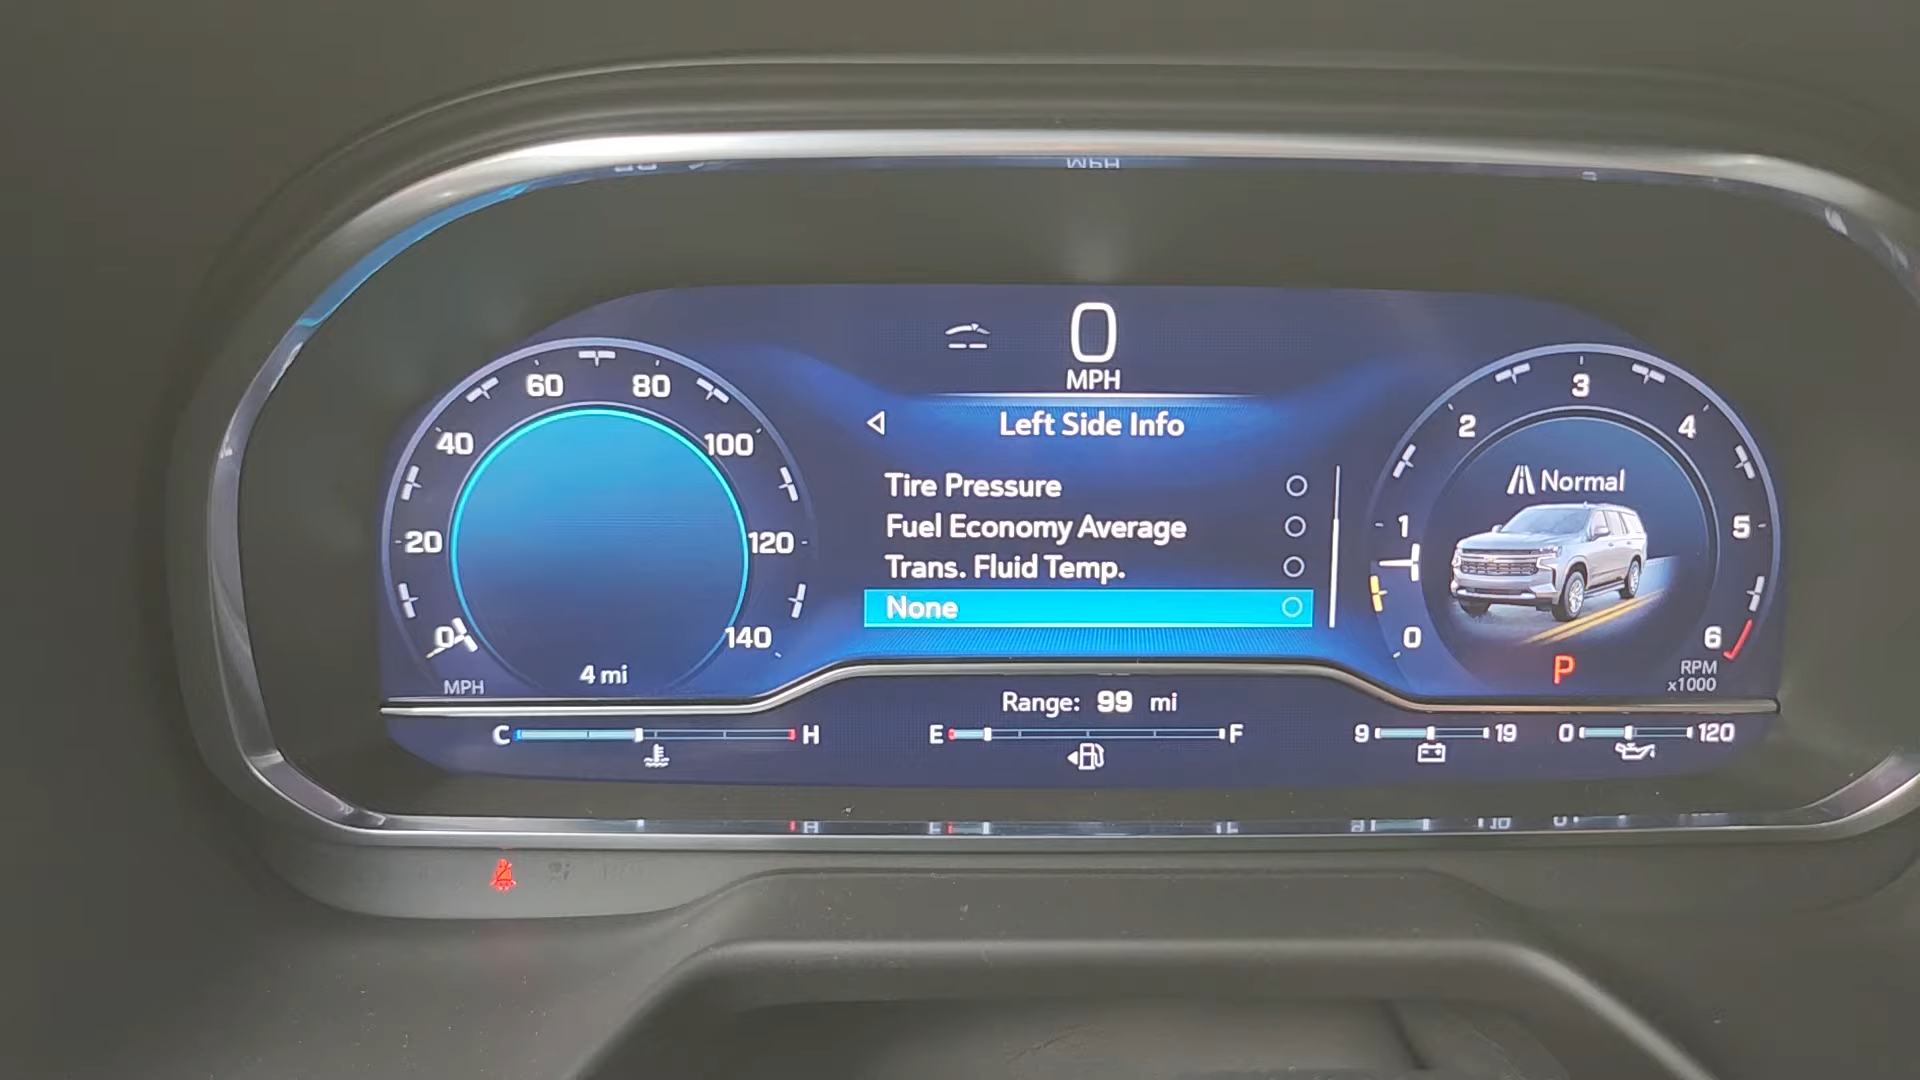 0
MPH
Left Side Info
Tire Pressure
Fuel Economy Average
Trans. Fluid Temp.
None
0
20
40
60
80
100
120
140
MPH
4 mi
0
1
2
3
4
5
6
Normal
P
RPM
x1000
Range: 99 mi
C H
E F
9 19
0 120